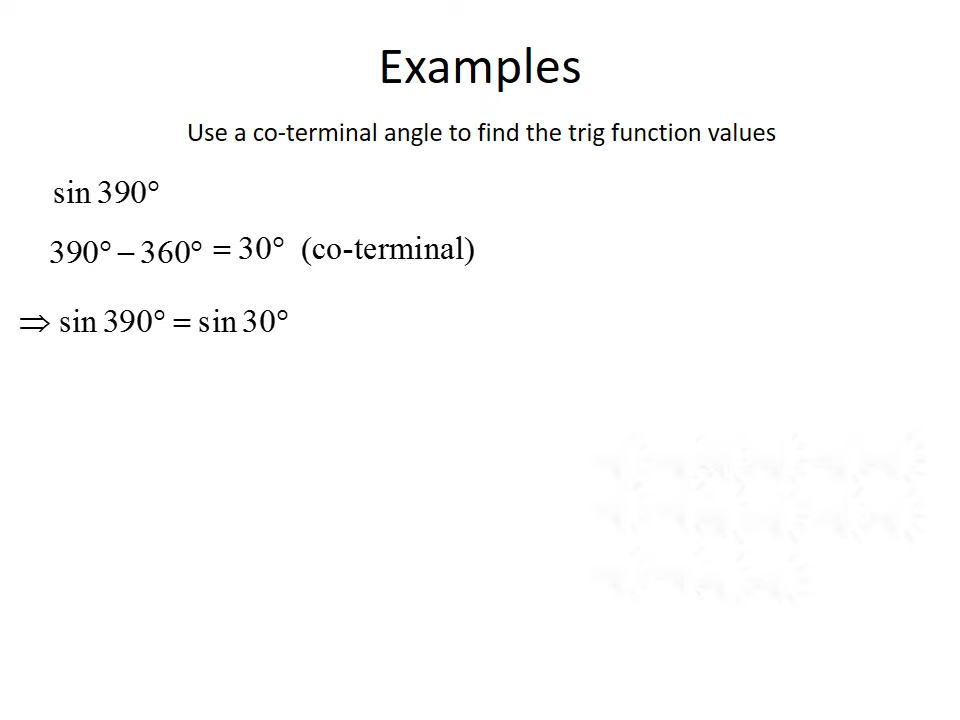 Examples
Use a co-terminal angle to find the trig function values
sin 390°
390° − 360° = 30° (co-terminal)
⇒ sin 390° = sin 30°